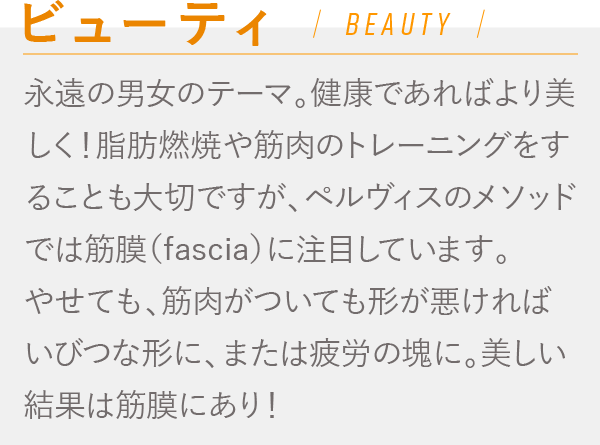 ビューティ / BEAUTY /
永遠の男女のテーマ。健康であればより美
しく！脂肪燃焼や筋肉のトレーニングをす
ることも大切ですが、ペルヴィスのメソッド
では筋膜（fascia）に注目しています。
やせても、筋肉がついても形が悪ければ
いびつな形に、または疲労の塊に。美しい
結果は筋膜にあり！